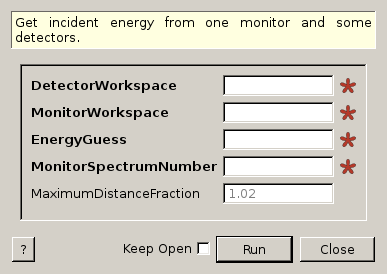 Get incident energy from one monitor and some
detectors.
DetectorWorkspace
MonitorWorkspace
EnergyGuess
MonitorSpectrumNumber
MaximumDistanceFraction 1.02
? Keep Open Run Close